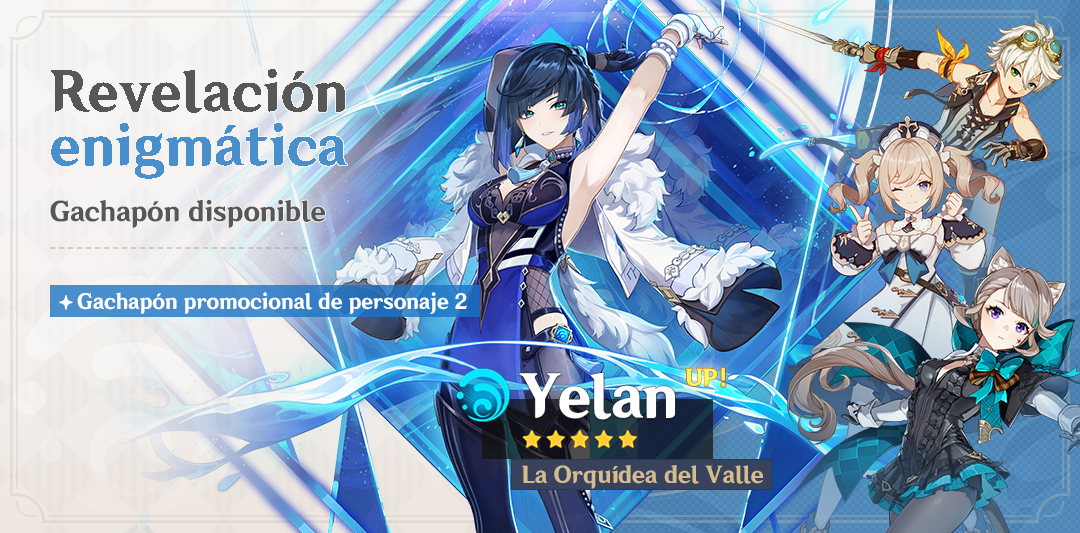 Revelación
enigmática
Gachapón disponible
Gachapón promocional de personaje 2
Yelan UP!
La Orquídea del Valle